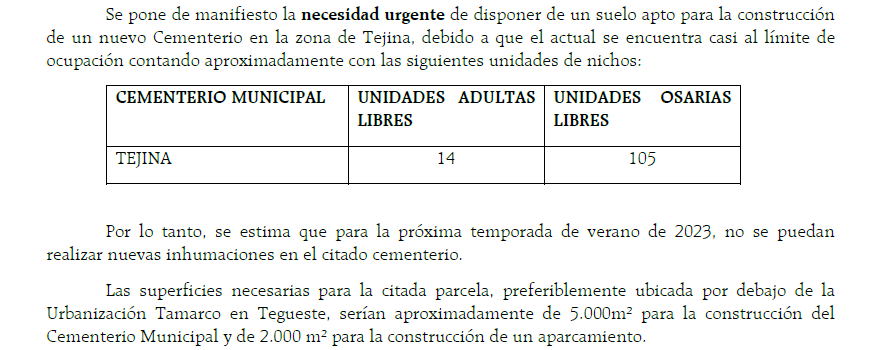 Se pone de manifiesto la necesidad urgente de disponer de un suelo apto para la construcción
de un nuevo Cementerio en la zona de Tejina, debido a que el actual se encuentra casi al límite de
ocupación contando aproximadamente con las siguientes unidades de nichos:
CEMENTERIO MUNICIPAL UNIDADES ADULTAS LIBRES UNIDADES OSARIAS LIBRES
TEJINA 14 105
Por lo tanto, se estima que para la próxima temporada de verano de 2023, no se puedan
realizar nuevas inhumaciones en el citado cementerio.
Las superficies necesarias para la citada parcela, preferiblemente ubicada por debajo de la
Urbanización Tamarco en Tegueste, serían aproximadamente de 5.000m² para la construcción del
Cementerio Municipal y de 2.000 m² para la construcción de un aparcamiento.